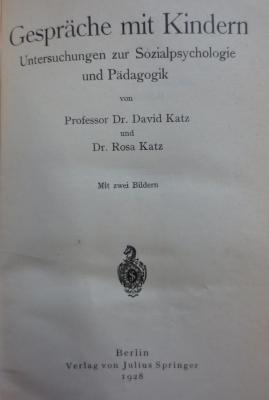 Gespräche mit Kindern
Untersuchungen zur Sozialpsychologie
und Pädagogik
von
Professor Dr. David Katz
und
Dr. Rosa Katz
Mit zwei Bildern
Berlin
Verlag von Julius Springer
1928